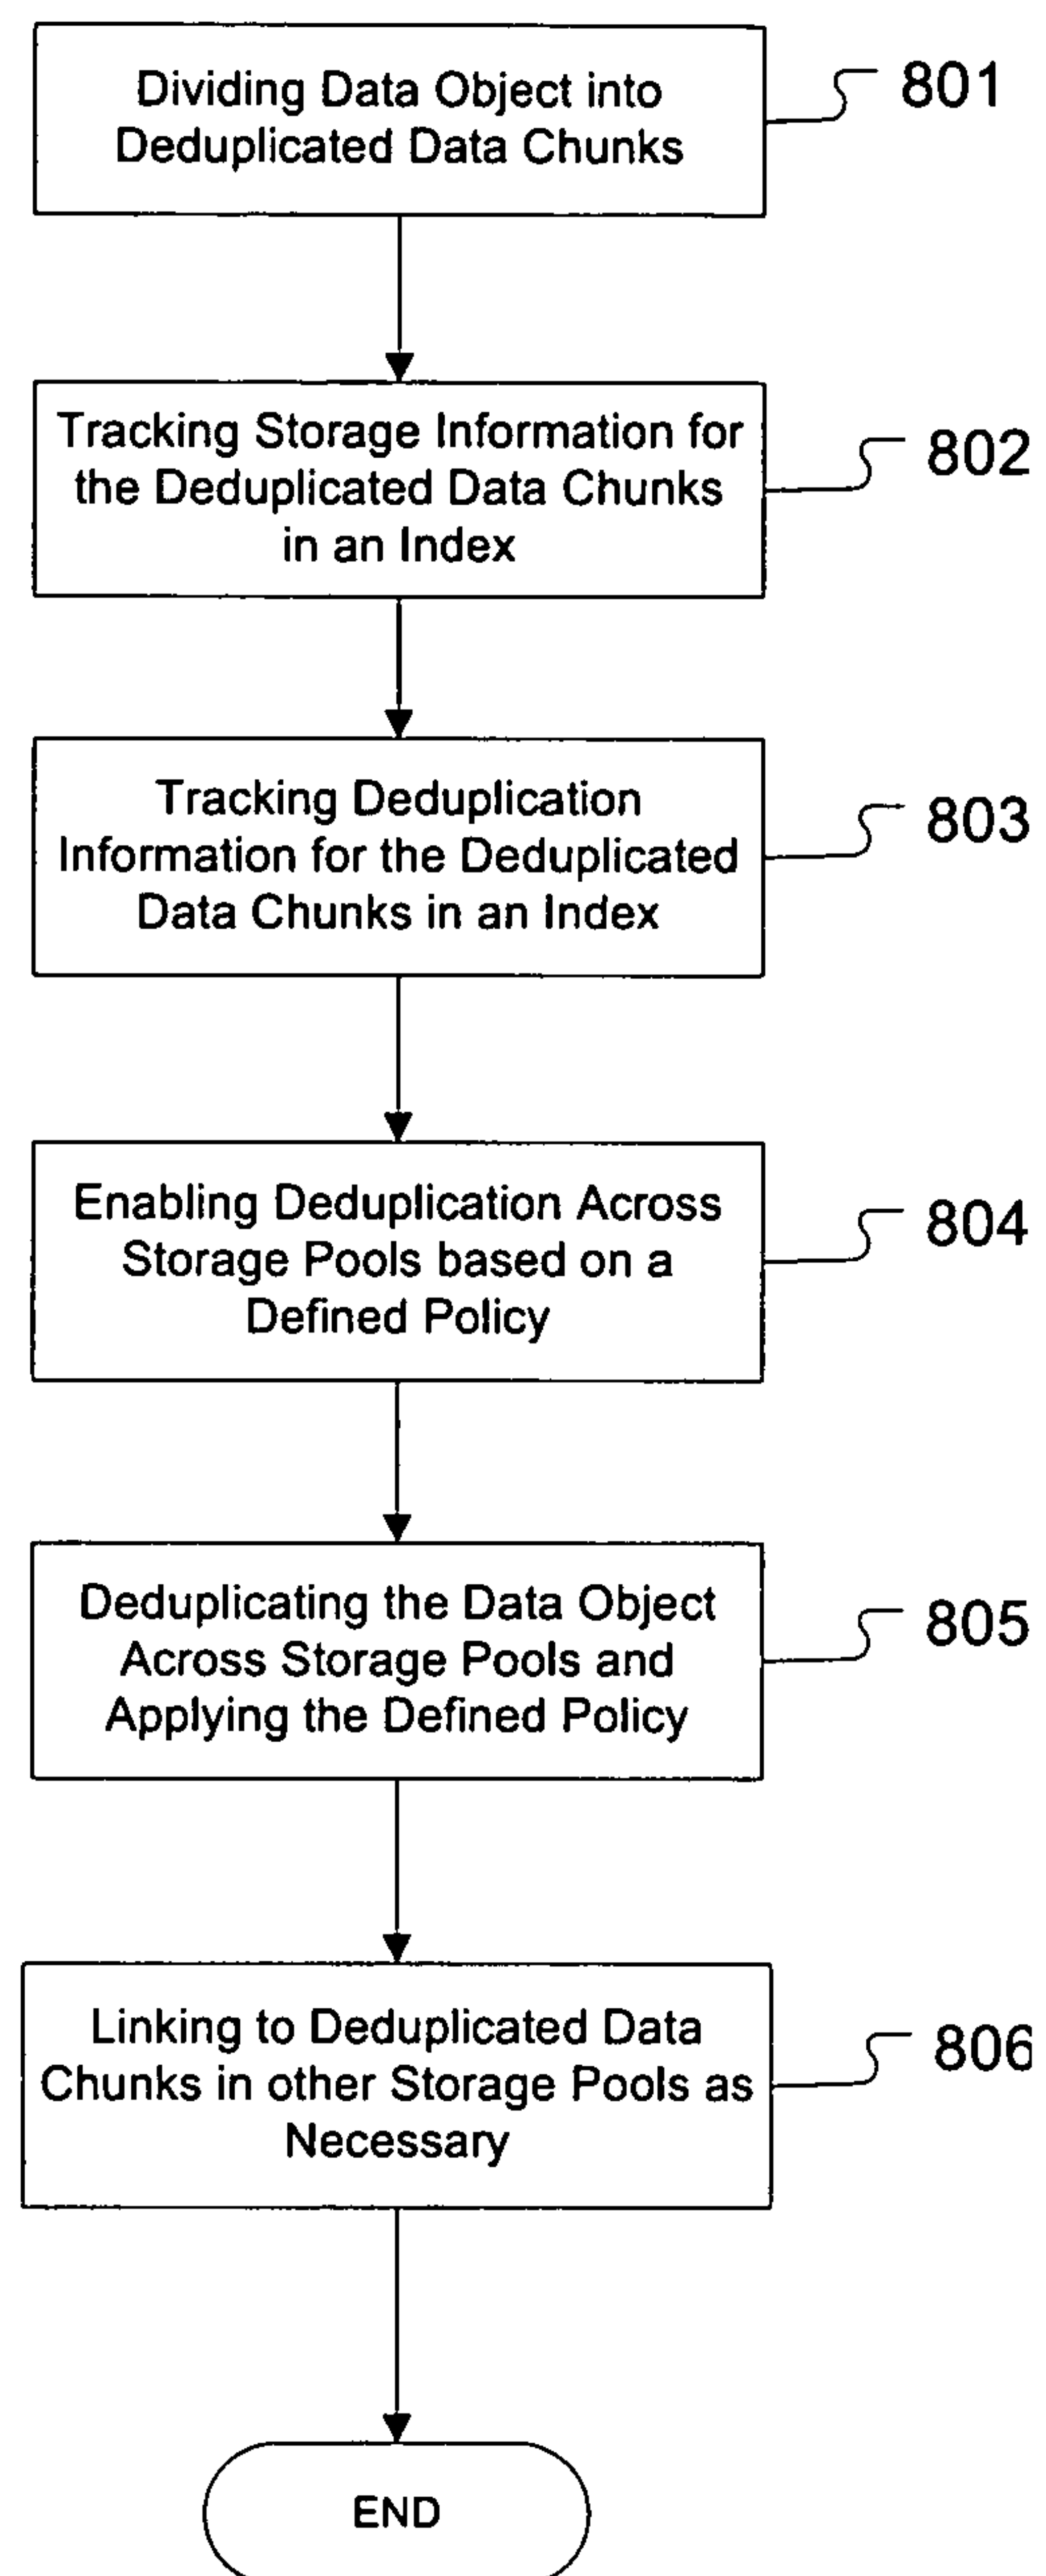 Dividing Data Object into
Deduplicated Data Chunks
801
Tracking Storage Information for
the Deduplicated Data Chunks
in an Index
802
Tracking Deduplication
Information for the Deduplicated
Data Chunks in an Index
803
Enabling Deduplication Across
Storage Pools based on a
Defined Policy
804
Deduplicating the Data Object
Across Storage Pools and
Applying the Defined Policy
805
Linking to Deduplicated Data
Chunks in other Storage Pools as
Necessary
806
END